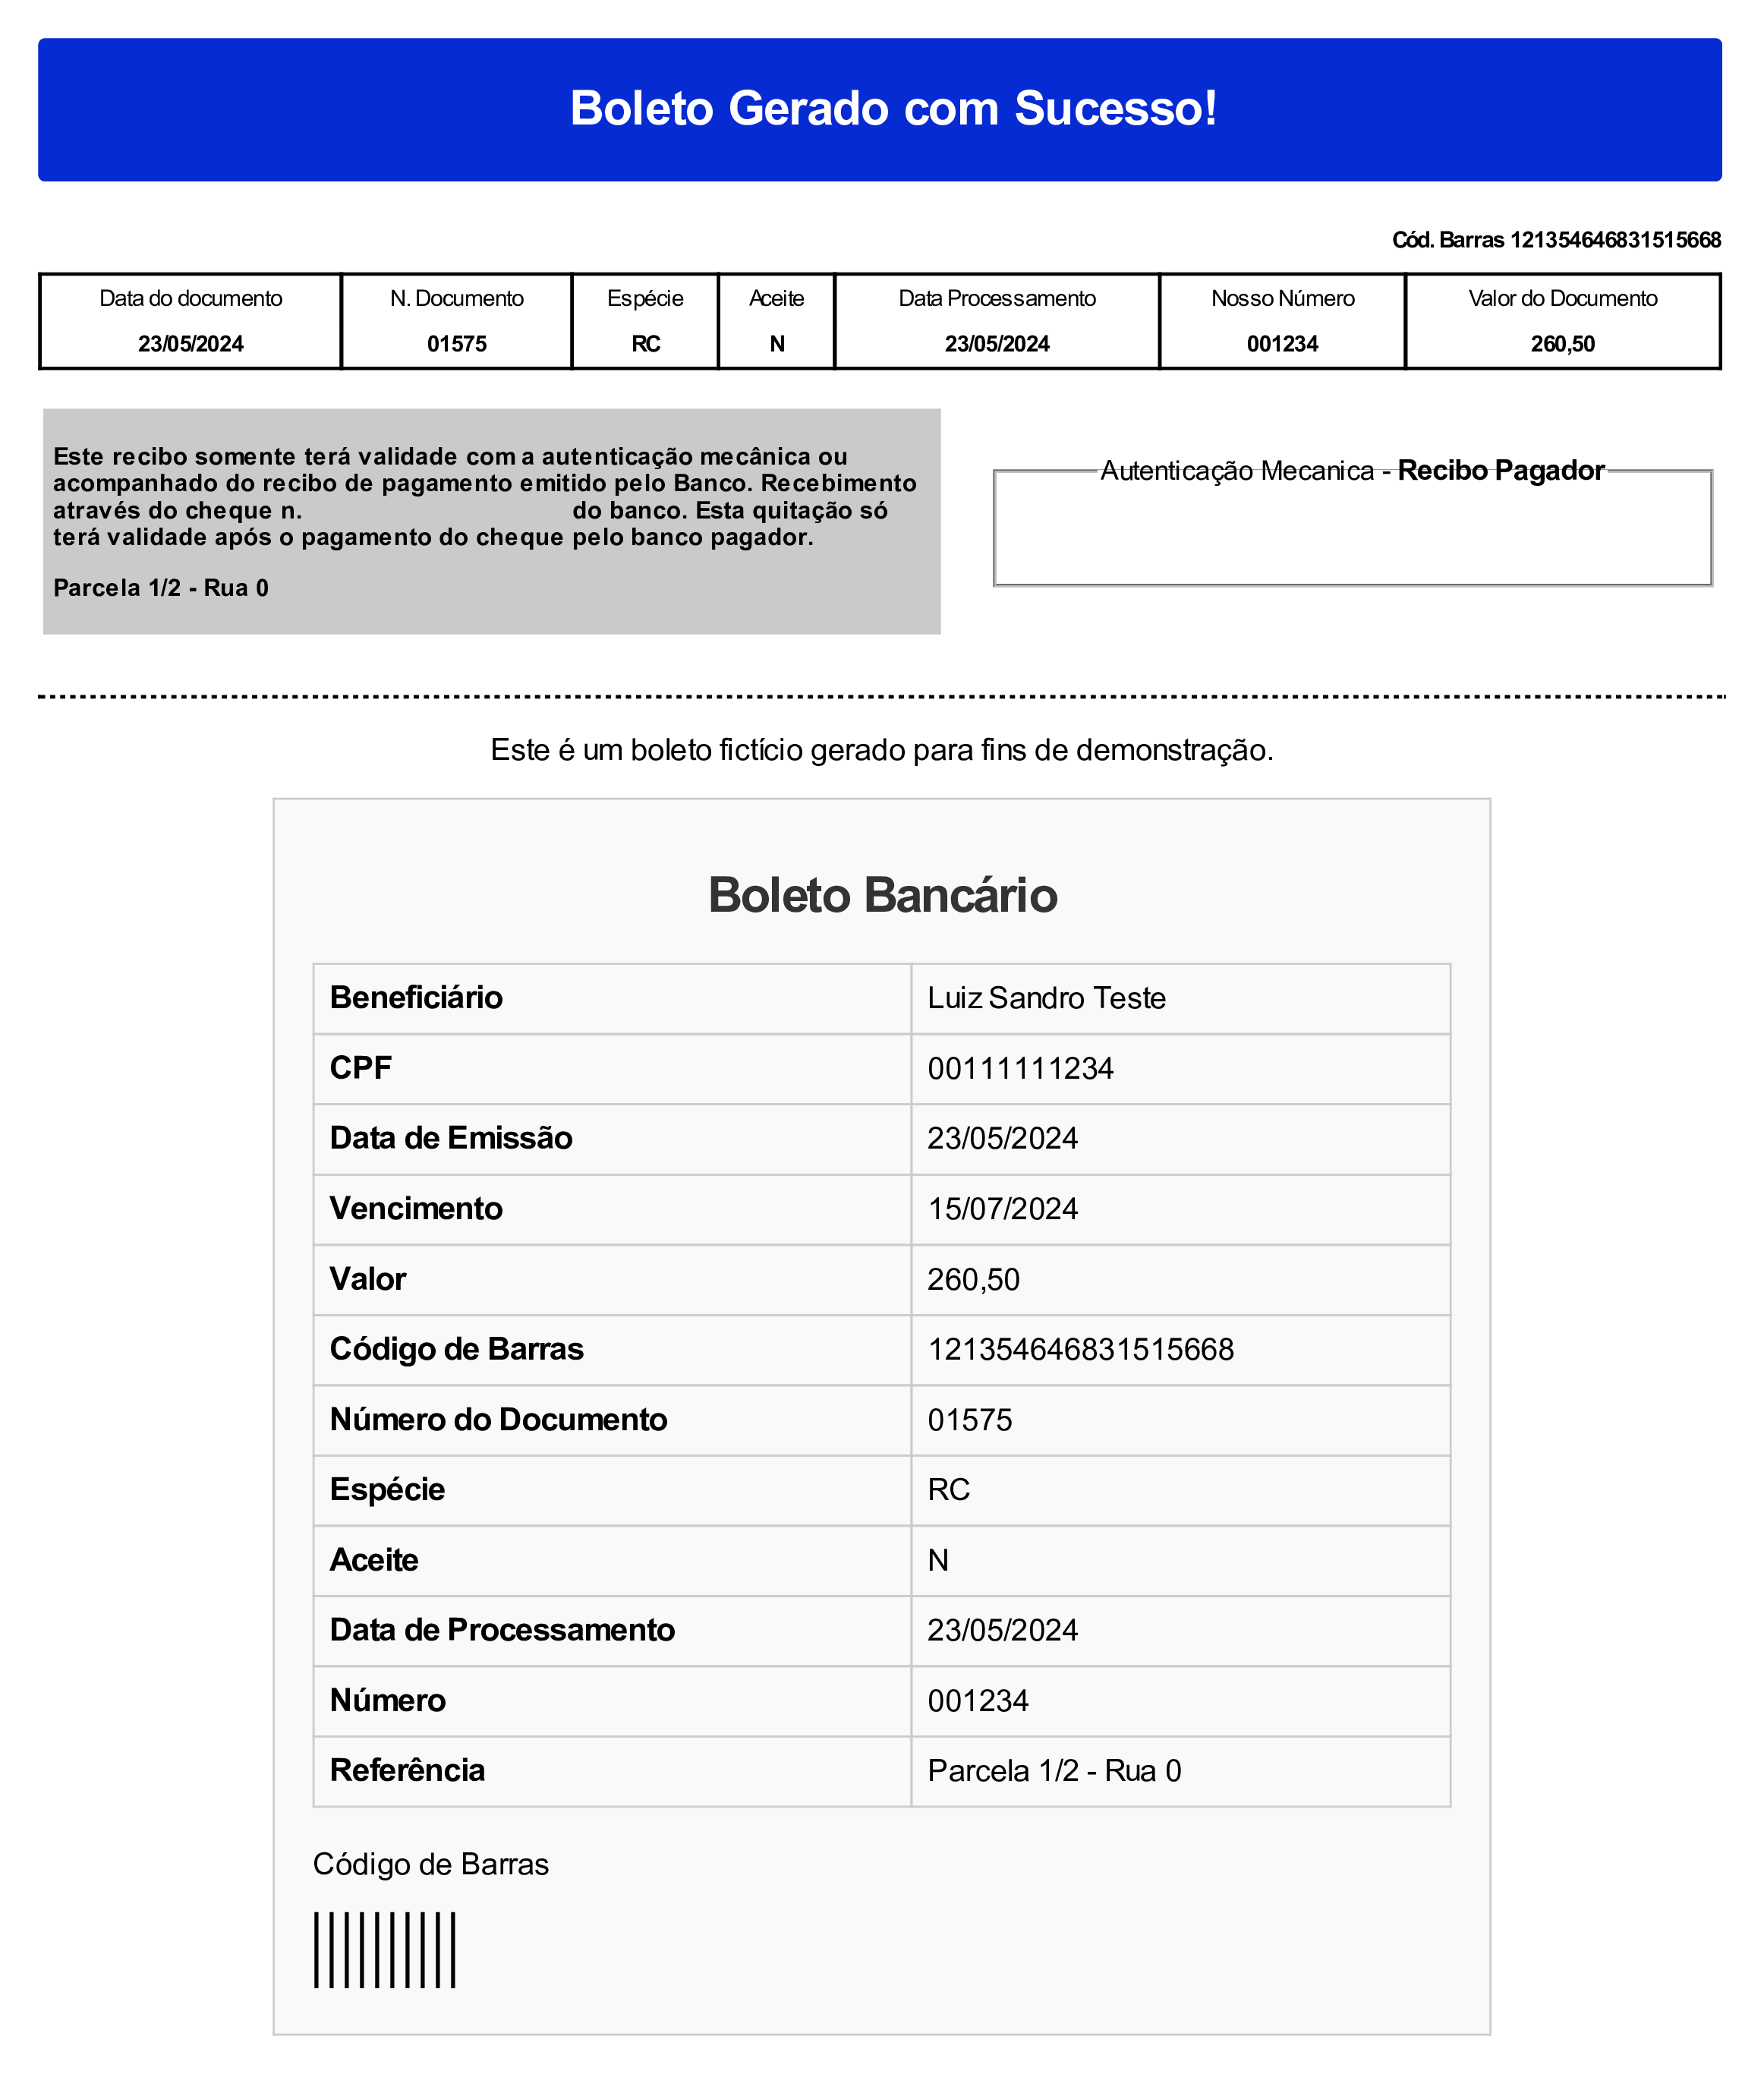 Boleto Gerado com Sucesso!
Cód. Barras 121354646831515668
Data do documento N. Documento Espécie Aceite Data Processamento Nosso Número Valor do Documento
23/05/2024 01575 RC N 23/05/2024 001234 260,50
Este recibo somente terá validade com a autenticação mecânica ou
acompanhado do recibo de pagamento emitido pelo Banco. Recebimento
através do cheque n. do banco. Esta quitação só
terá validade após o pagamento do cheque pelo banco pagador.
Parcela 1/2 - Rua 0
Autenticação Mecanica - Recibo Pagador
Este é um boleto fictício gerado para fins de demonstração.
Boleto Bancário
Beneficiário Luiz Sandro Teste
CPF 00111111234
Data de Emissão 23/05/2024
Vencimento 15/07/2024
Valor 260,50
Código de Barras 121354646831515668
Número do Documento 01575
Espécie RC
Aceite N
Data de Processamento 23/05/2024
Número 001234
Referência Parcela 1/2 - Rua 0
Código de Barras